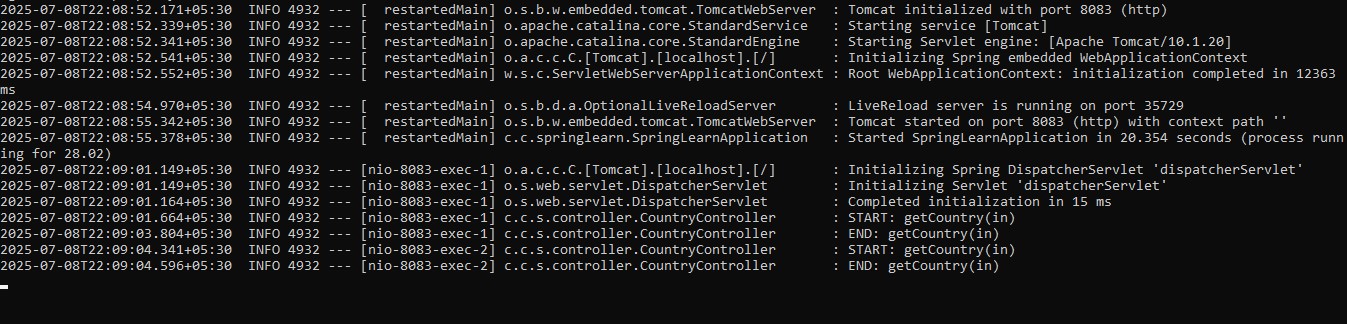 2025-07-08T22:08:52.171+05:30  INFO 4932 --- [  restartedMain] o.s.b.w.embedded.tomcat.TomcatWebServer  : Tomcat initialized with port 8083 (http)
2025-07-08T22:08:52.339+05:30  INFO 4932 --- [  restartedMain] o.apache.catalina.core.StandardService   : Starting service [Tomcat]
2025-07-08T22:08:52.341+05:30  INFO 4932 --- [  restartedMain] o.apache.catalina.core.StandardEngine    : Starting Servlet engine: [Apache Tomcat/10.1.20]
2025-07-08T22:08:52.541+05:30  INFO 4932 --- [  restartedMain] o.a.c.c.C.[Tomcat].[localhost].[/]       : Initializing Spring embedded WebApplicationContext
2025-07-08T22:08:52.552+05:30  INFO 4932 --- [  restartedMain] w.s.c.ServletWebServerApplicationContext : Root WebApplicationContext: initialization completed in 12363
ms
2025-07-08T22:08:54.970+05:30  INFO 4932 --- [  restartedMain] o.s.b.d.a.OptionalLiveReloadServer       : LiveReload server is running on port 35729
2025-07-08T22:08:55.342+05:30  INFO 4932 --- [  restartedMain] o.s.b.w.embedded.tomcat.TomcatWebServer  : Tomcat started on port 8083 (http) with context path ''
2025-07-08T22:08:55.378+05:30  INFO 4932 --- [  restartedMain] c.c.springlearn.SpringLearnApplication   : Started SpringLearnApplication in 20.354 seconds (process runn
ing for 28.02)
2025-07-08T22:09:01.149+05:30  INFO 4932 --- [nio-8083-exec-1] o.a.c.c.C.[Tomcat].[localhost].[/]       : Initializing Spring DispatcherServlet 'dispatcherServlet'
2025-07-08T22:09:01.149+05:30  INFO 4932 --- [nio-8083-exec-1] o.s.web.servlet.DispatcherServlet        : Initializing Servlet 'dispatcherServlet'
2025-07-08T22:09:01.164+05:30  INFO 4932 --- [nio-8083-exec-1] o.s.web.servlet.DispatcherServlet        : Completed initialization in 15 ms
2025-07-08T22:09:01.664+05:30  INFO 4932 --- [nio-8083-exec-1] c.c.s.controller.CountryController       : START: getCountry(in)
2025-07-08T22:09:03.804+05:30  INFO 4932 --- [nio-8083-exec-1] c.c.s.controller.CountryController       : END: getCountry(in)
2025-07-08T22:09:04.341+05:30  INFO 4932 --- [nio-8083-exec-2] c.c.s.controller.CountryController       : START: getCountry(in)
2025-07-08T22:09:04.596+05:30  INFO 4932 --- [nio-8083-exec-2] c.c.s.controller.CountryController       : END: getCountry(in)